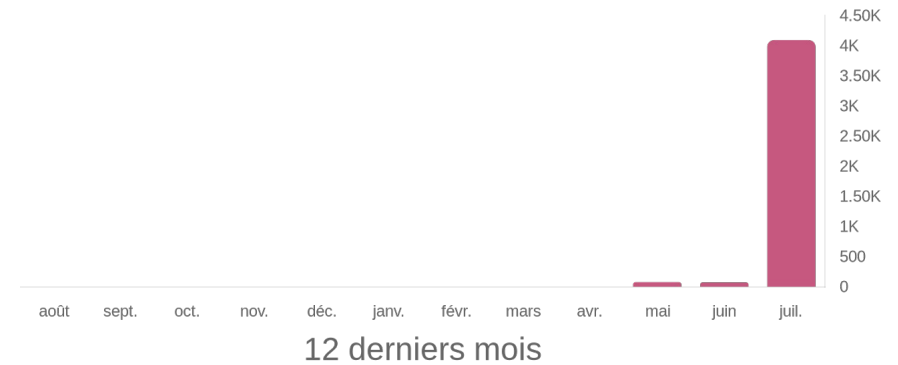 4.50K
4K
3.50K
3K
2.50K
2K
1.50K
1K
500
0
août sept. oct. nov. déc. janv. févr. mars avr. mai juin juil.
12 derniers mois